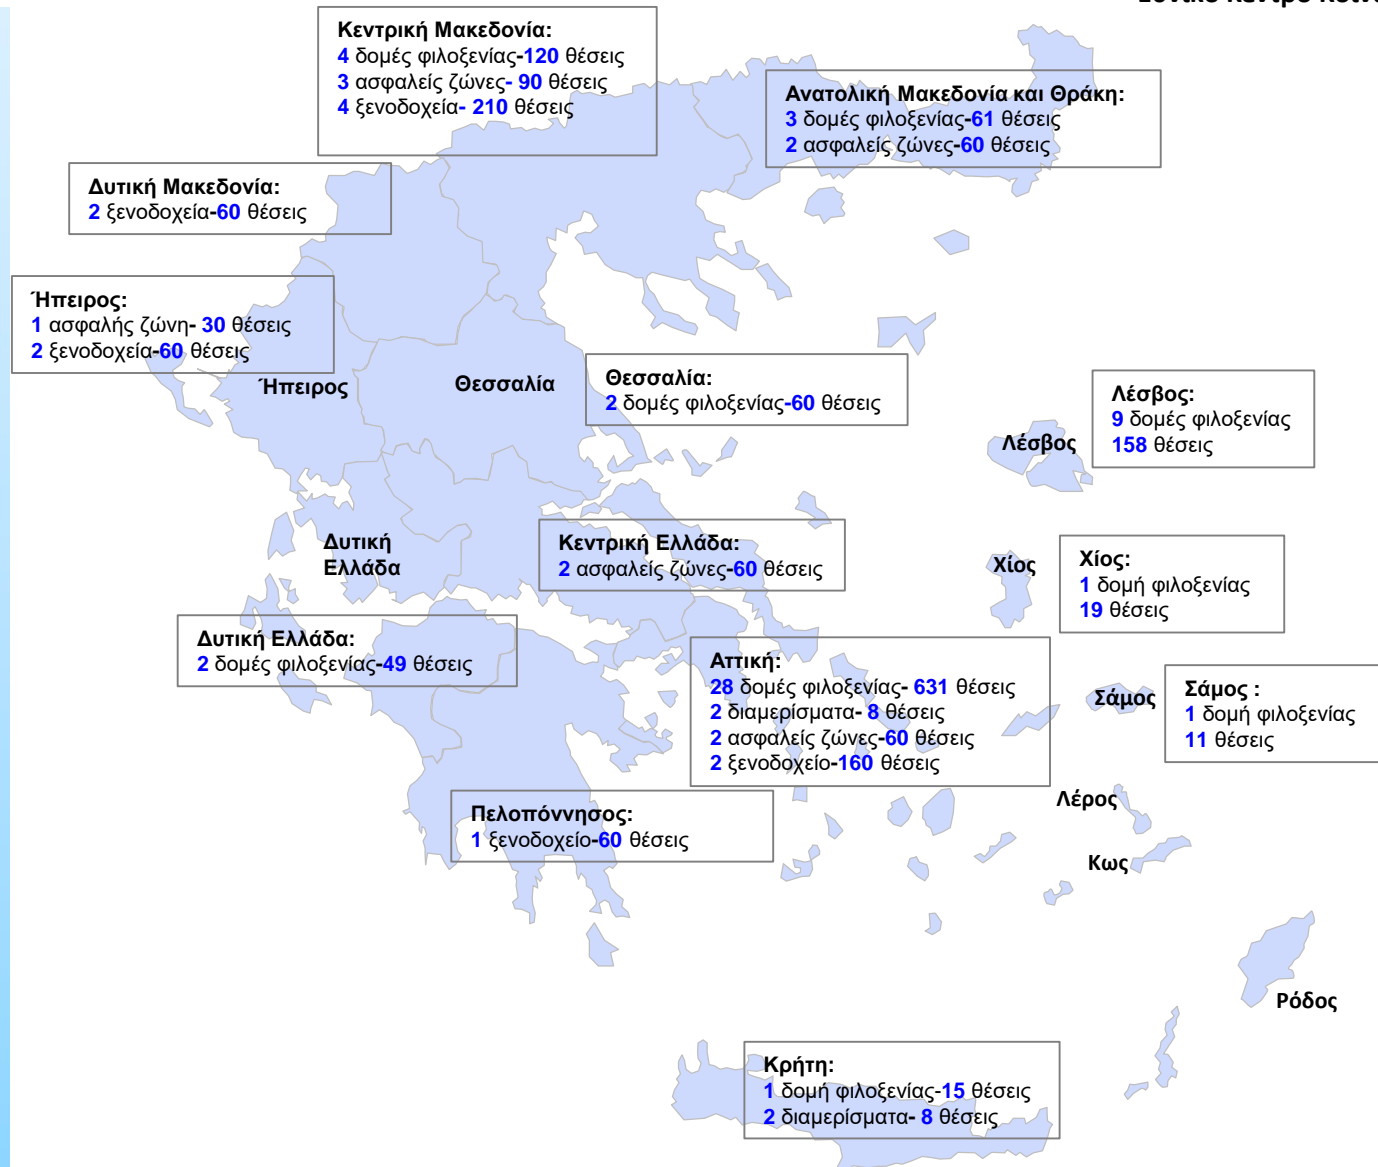 Κεντρική Μακεδονία:
4 δομές φιλοξενίας-120 θέσεις
3 ασφαλείς ζώνες- 90 θέσεις
4 ξενοδοχεία- 210 θέσεις
Ανατολική Μακεδονία και Θράκη:
3 δομές φιλοξενίας-61 θέσεις
2 ασφαλείς ζώνες-60 θέσεις
Δυτική Μακεδονία:
2 ξενοδοχεία-60 θέσεις
Ήπειρος:
1 ασφαλής ζώνη- 30 θέσεις
2 ξενοδοχεία-60 θέσεις
Ήπειρος
Θεσσαλία
Θεσσαλία:
2 δομές φιλοξενίας-60 θέσεις
Λέσβος
Λέσβος:
9 δομές φιλοξενίας
158 θέσεις
Δυτική
Ελλάδα
Κεντρική Ελλάδα:
2 ασφαλείς ζώνες-60 θέσεις
Χίος
Χίος:
1 δομή φιλοξενίας
19 θέσεις
Δυτική Ελλάδα:
2 δομές φιλοξενίας-49 θέσεις
Αττική:
28 δομές φιλοξενίας- 631 θέσεις
2 διαμερίσματα- 8 θέσεις
2 ασφαλείς ζώνες-60 θέσεις
2 ξενοδοχείο-160 θέσεις
Σάμος
Σάμος :
1 δομή φιλοξενίας
11 θέσεις
Πελοπόννησος:
1 ξενοδοχείο-60 θέσεις
Λέρος
Κως
Ρόδος
Κρήτη:
1 δομή φιλοξενίας-15 θέσεις
2 διαμερίσματα- 8 θέσεις